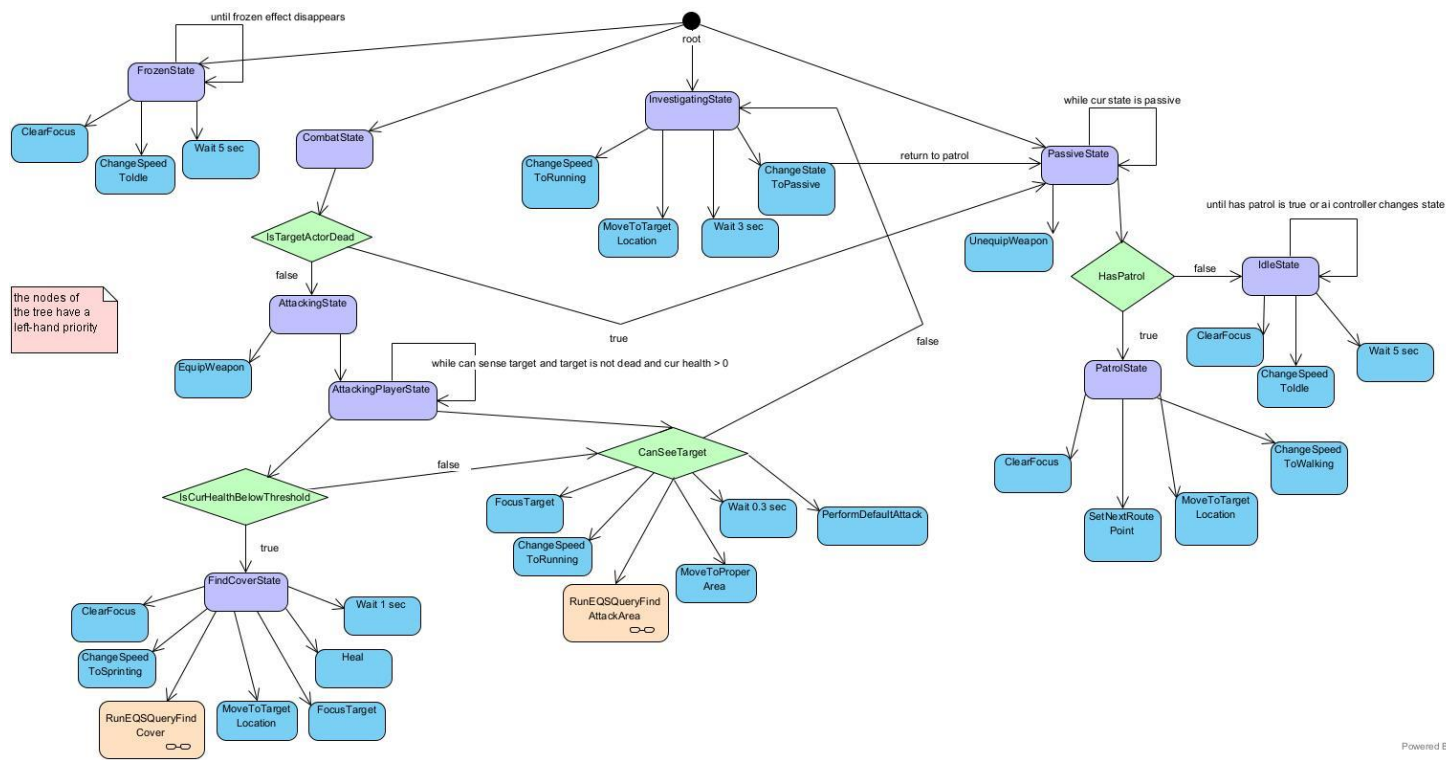 until frozen effect disappears
root
FrozenState
ClearFocus
ChangeSpeed
ToIdle
Wait 5 sec
CombatState
InvestigatingState
ChangeSpeed
ToRunning
MoveToTarget
Location
Wait 3 sec
ChangeState
ToPassive
return to patrol
while cur state is passive
PassiveState
UnequipWeapon
HasPatrol
false
true
until has patrol is true or ai controller changes state
IdleState
ClearFocus
ChangeSpeed
ToIdle
Wait 5 sec
PatrolState
ClearFocus
SetNextRoute
Point
MoveToTarget
Location
ChangeSpeed
ToWalking
IsTargetActorDead
false
true
the nodes of
the tree have a
left-hand priority
AttackingState
EquipWeapon
while can sense target and target is not dead and cur health > 0
AttackingPlayerState
false
CanSeeTarget
false
IsCurHealthBelowThreshold
true
FocusTarget
ChangeSpeed
ToRunning
RunEQSQueryFind
AttackArea
MoveToProper
Area
Wait 0.3 sec
PerformDefaultAttack
FindCoverState
ClearFocus
ChangeSpeed
ToSprinting
RunEQSQueryFind
Cover
MoveToTarget
Location
FocusTarget
Heal
Wait 1 sec
Powered B